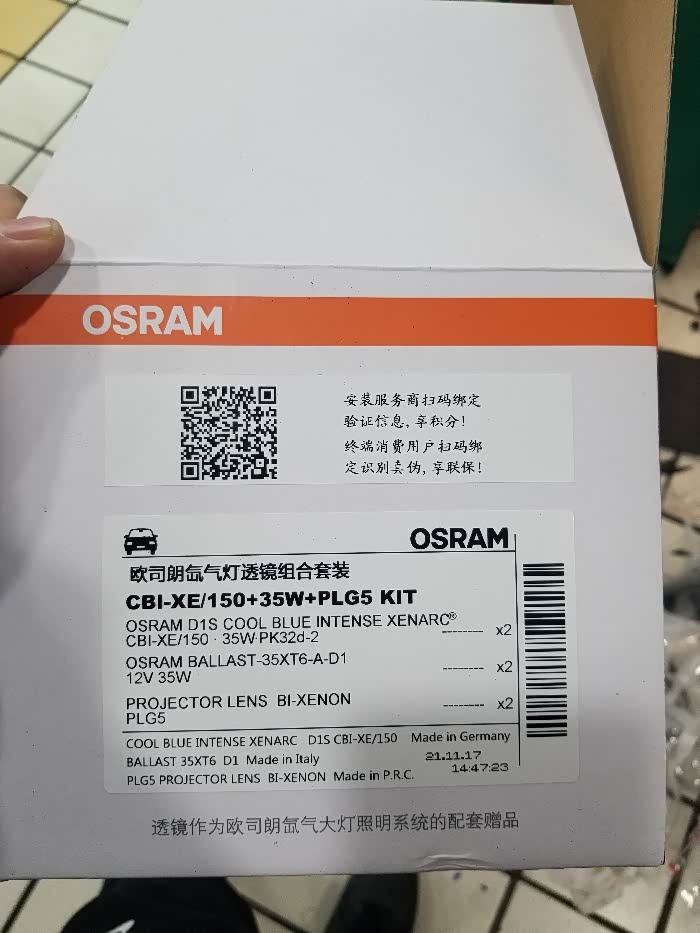 OSRAM
安装服务商扫码绑定
验证信息,享积分!
终端消费用户扫码绑
定识别真伪,享联保!
OSRAM
欧司朗氙气灯透镜组合套装
CBI-XE/150+35W+PLG5 KIT
OSRAM D1S COOL BLUE INTENSE XENARC®
CBI-XE/150 · 35W PK32d-2 -------- x2
OSRAM BALLAST-35XT6-A-D1
12V 35W -------- x2
PROJECTOR LENS BI-XENON
PLG5 -------- x2
COOL BLUE INTENSE XENARC D1S CBI-XE/150 Made in Germany
BALLAST 35XT6 D1 Made in Italy 21.11.17
14:47:23
PLG5 PROJECTOR LENS BI-XENON Made in P.R.C.
透镜作为欧司朗氙气大灯照明系统的配套赠品